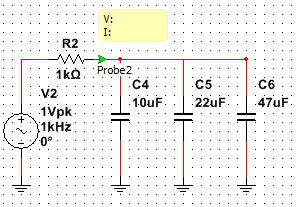 V:
I:
R2
1kΩ
Probe2
V2
1Vpk
1kHz
0°
C4
10uF
C5
22uF
C6
47uF